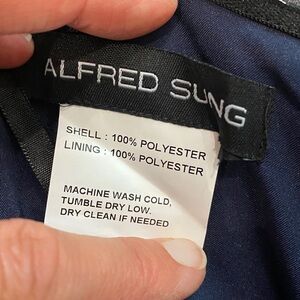 ALFRED SUNG
SHELL : 100% POLYESTER
LINING : 100% POLYESTER
MACHINE WASH COLD,
TUMBLE DRY LOW.
DRY CLEAN IF NEEDED